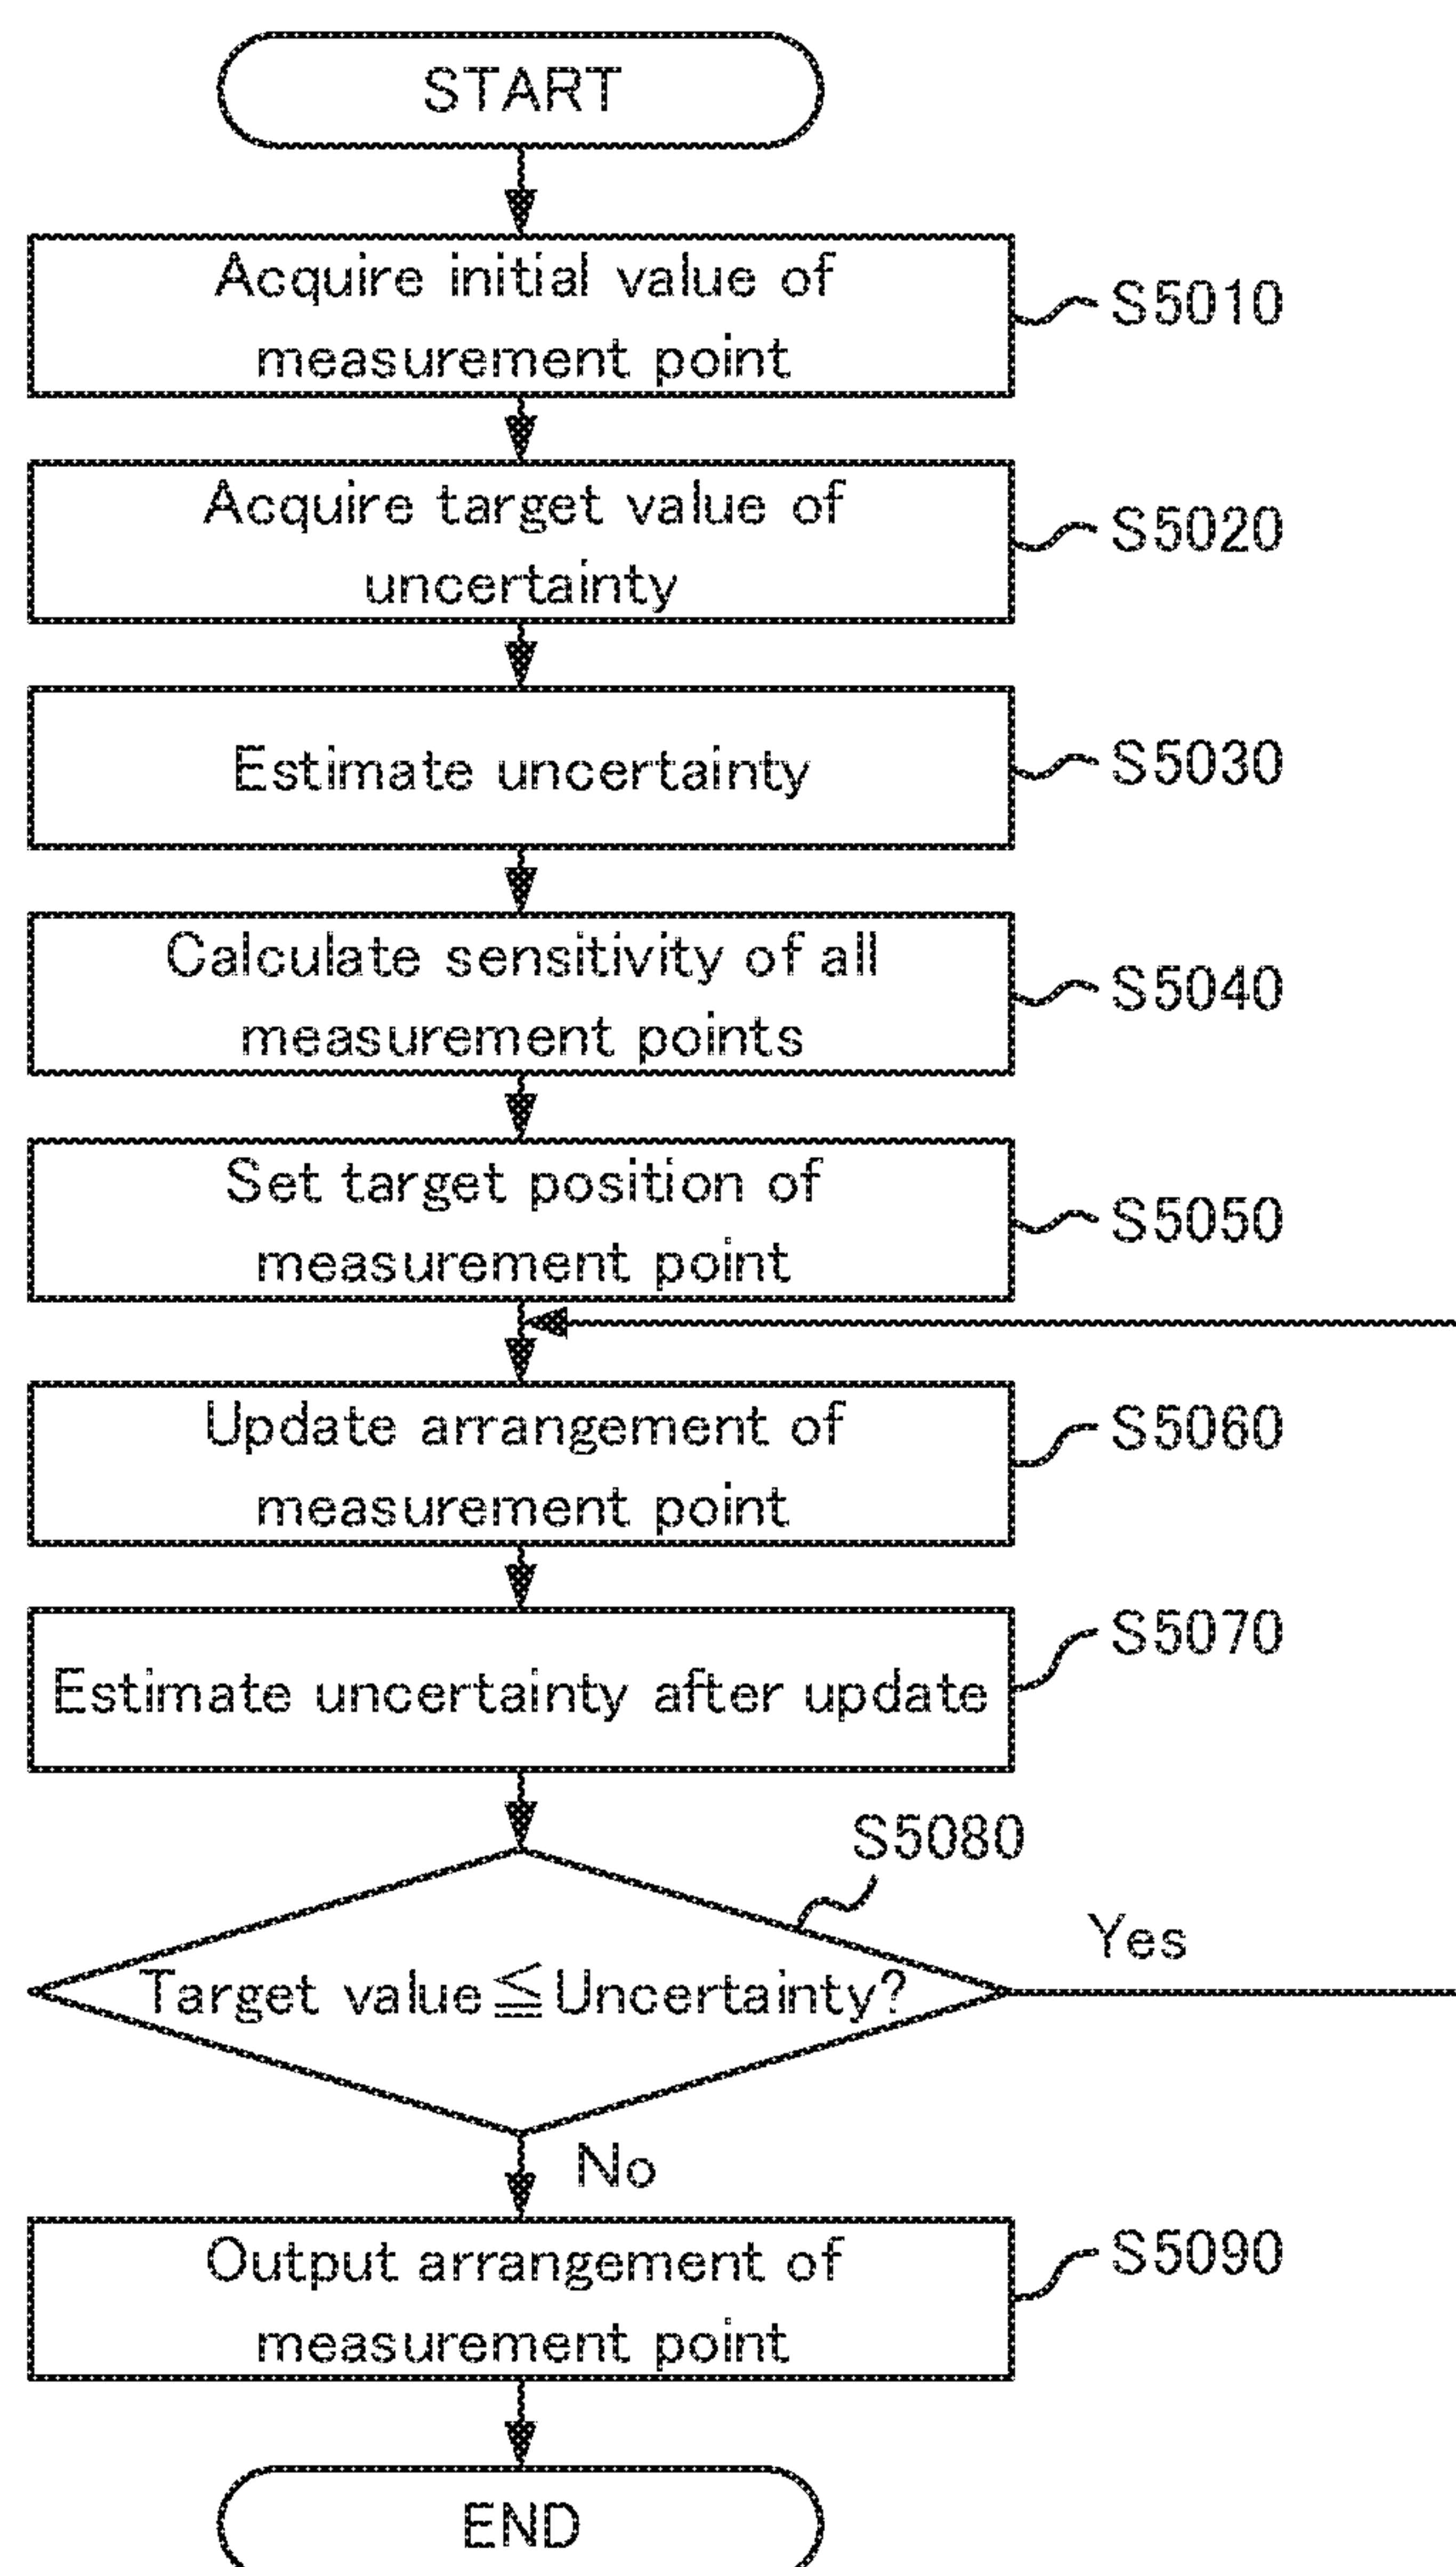 START
Acquire initial value of
measurement point
S5010
Acquire target value of
uncertainty
S5020
Estimate uncertainty
S5030
Calculate sensitivity of all
measurement points
S5040
Set target position of
measurement point
S5050
Update arrangement of
measurement point
S5060
Estimate uncertainty after update
S5070
S5080
Target value≦Uncertainty?
Yes
No
Output arrangement of
measurement point
S5090
END